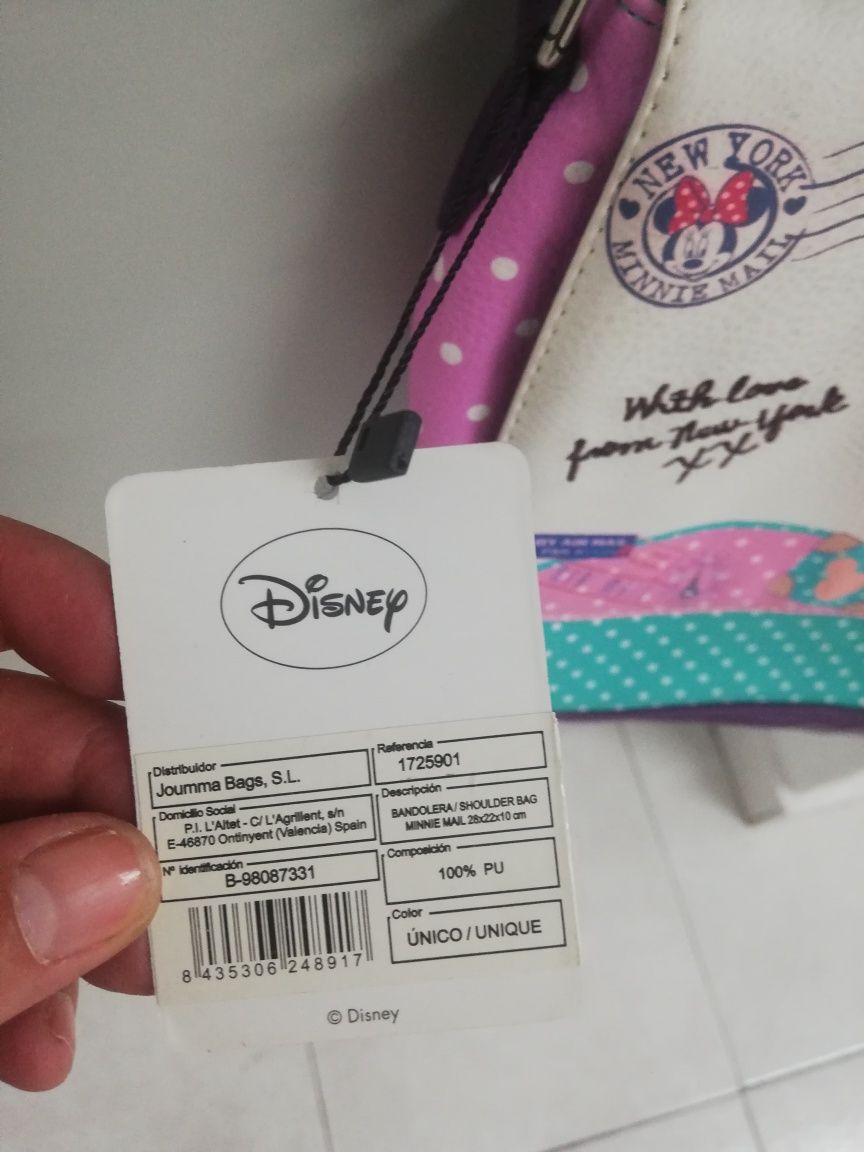 NEW YORK
MINNIE MAIL
With love
from New York
XX
DISNEY
Distribuidor
Joumma Bags, S.L.
Domicilio Social
P.I. L'Altet - C/ L'Agrillent, s/n
E-46870 Ontinyent (Valencia) Spain
Nº identificación
B-98087331
8 435306 248917
Referencia
1725901
Descripción
BANDOLERA / SHOULDER BAG
MINNIE MAIL 28x22x10 cm
Composición
100% PU
Color
ÚNICO / UNIQUE
© Disney